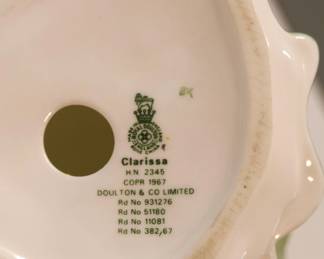 Clarissa
H.N. 2345
COPR 1967
DOULTON & CO LIMITED
Rd No 931276
Rd No 51180
Rd No 11081
Rd No 382,67